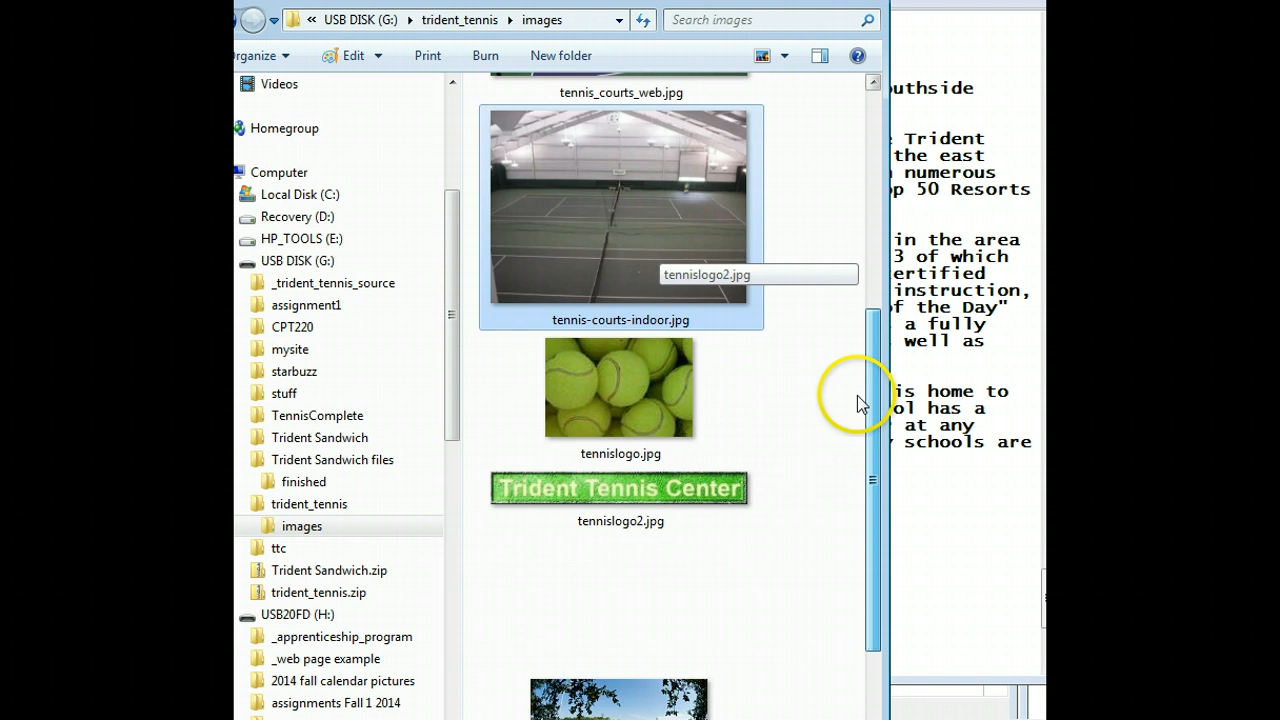 USB DISK (G:) trident_tennis images
Search images
rganize Edit Print Burn New folder
Videos
Homegroup
Computer
Local Disk (C:)
Recovery (D:)
HP_TOOLS (E:)
USB DISK (G:)
_trident_tennis_source
assignment1
CPT220
mysite
starbuzz
stuff
TennisComplete
Trident Sandwich
Trident Sandwich files
finished
trident_tennis
images
ttc
Trident Sandwich.zip
trident_tennis.zip
USB20FD (H:)
_apprenticeship_program
_web page example
2014 fall calendar pictures
assignments Fall 1 2014
tennis_courts_web.jpg
tennislogo2.jpg
tennis-courts-indoor.jpg
tennislogo.jpg
Trident Tennis Center
tennislogo2.jpg
outhside
Trident
the east
numerous
op 50 Resorts
in the area
3 of which
ertified
instruction,
of the Day"
a fully
well as
is home to
ol has a
at any
schools are